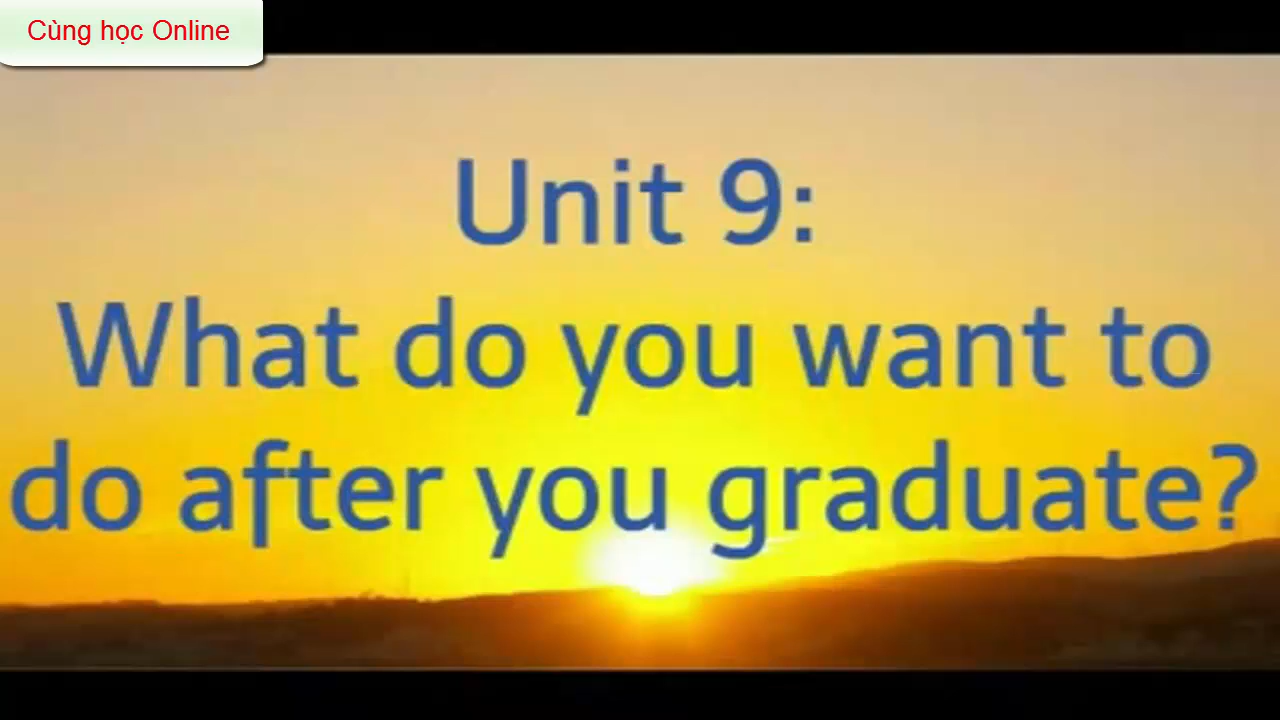 Cùng học Online
Unit 9:
What do you want to
do after you graduate?